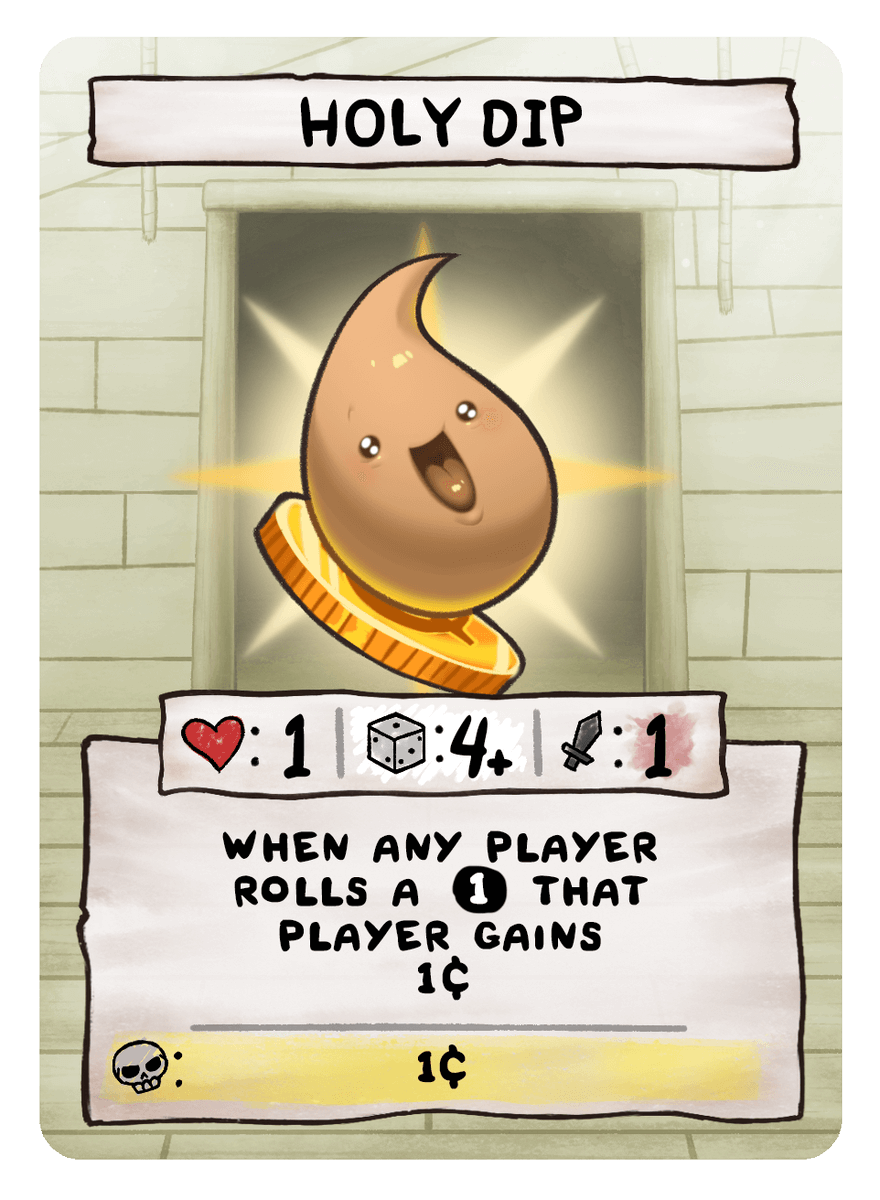 HOLY DIP
: 1 | : 4+ | : 1
WHEN ANY PLAYER
ROLLS A 1 THAT
PLAYER GAINS
1¢
: 1¢